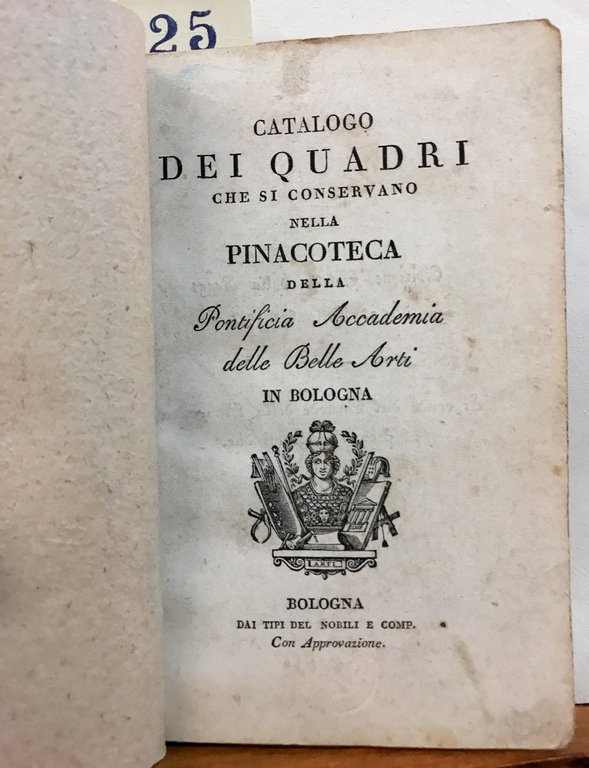 25
CATALOGO
DEI QUADRI
CHE SI CONSERVANO
NELLA
PINACOTECA
DELLA
Pontificia Accademia
delle Belle Arti
IN BOLOGNA
ARTI
BOLOGNA
DAI TIPI DEL NOBILI E COMP.
Con Approvazione.